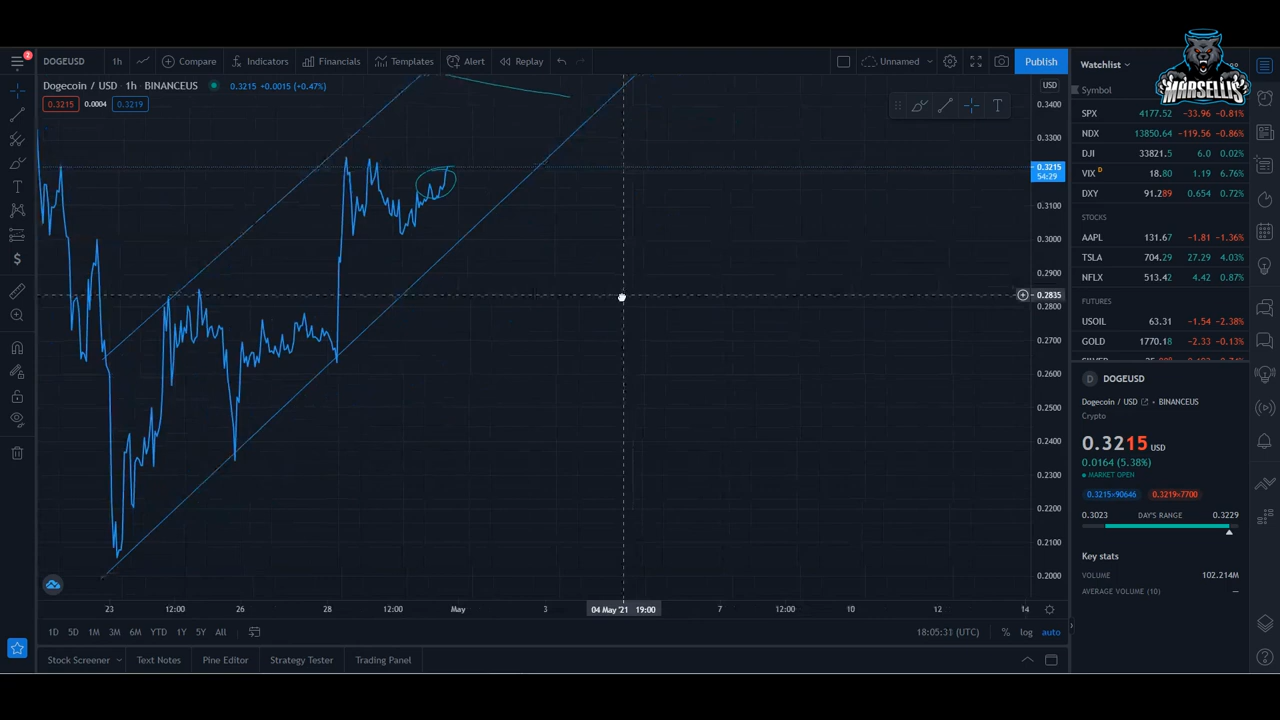 MARSELLIS
2
DOGEUSD 1h Compare Indicators Financials Templates Alert Replay Unnamed Publish
Dogecoin / USD · 1h · BINANCEUS 0.3215 +0.0015 (+0.47%)
0.3215 0.0004 0.3219
T
USD
0.3400
0.3300
0.3215
54:29
0.3100
0.3000
0.2900
0.2835
0.2800
0.2700
0.2600
0.2500
0.2400
0.2300
0.2200
0.2100
0.2000
23 12:00 26 28 12:00 May 3 04 May '21 19:00 7 12:00 10 12 14
1D 5D 1M 3M 6M YTD 1Y 5Y All 18:05:31 (UTC) % log auto
Stock Screener Text Notes Pine Editor Strategy Tester Trading Panel
Watchlist
Symbol
SPX 4177.52 −33.96 −0.81%
NDX 13850.64 −119.56 −0.86%
DJI 33821.5 6.0 0.02%
VIX D 18.80 1.19 6.76%
DXY 91.289 0.654 0.72%
STOCKS
AAPL 131.67 −1.81 −1.36%
TSLA 704.29 27.29 4.03%
NFLX 513.42 4.42 0.87%
FUTURES
USOIL 63.31 −1.54 −2.38%
GOLD 1770.18 −2.33 −0.13%
D DOGEUSD
Dogecoin / USD • BINANCEUS
Crypto
0.3215 USD
0.0164 (5.38%)
MARKET OPEN
0.3215×90646 0.3219×7700
0.3023 DAY'S RANGE 0.3229
Key stats
VOLUME 102.214M
AVERAGE VOLUME (10) —